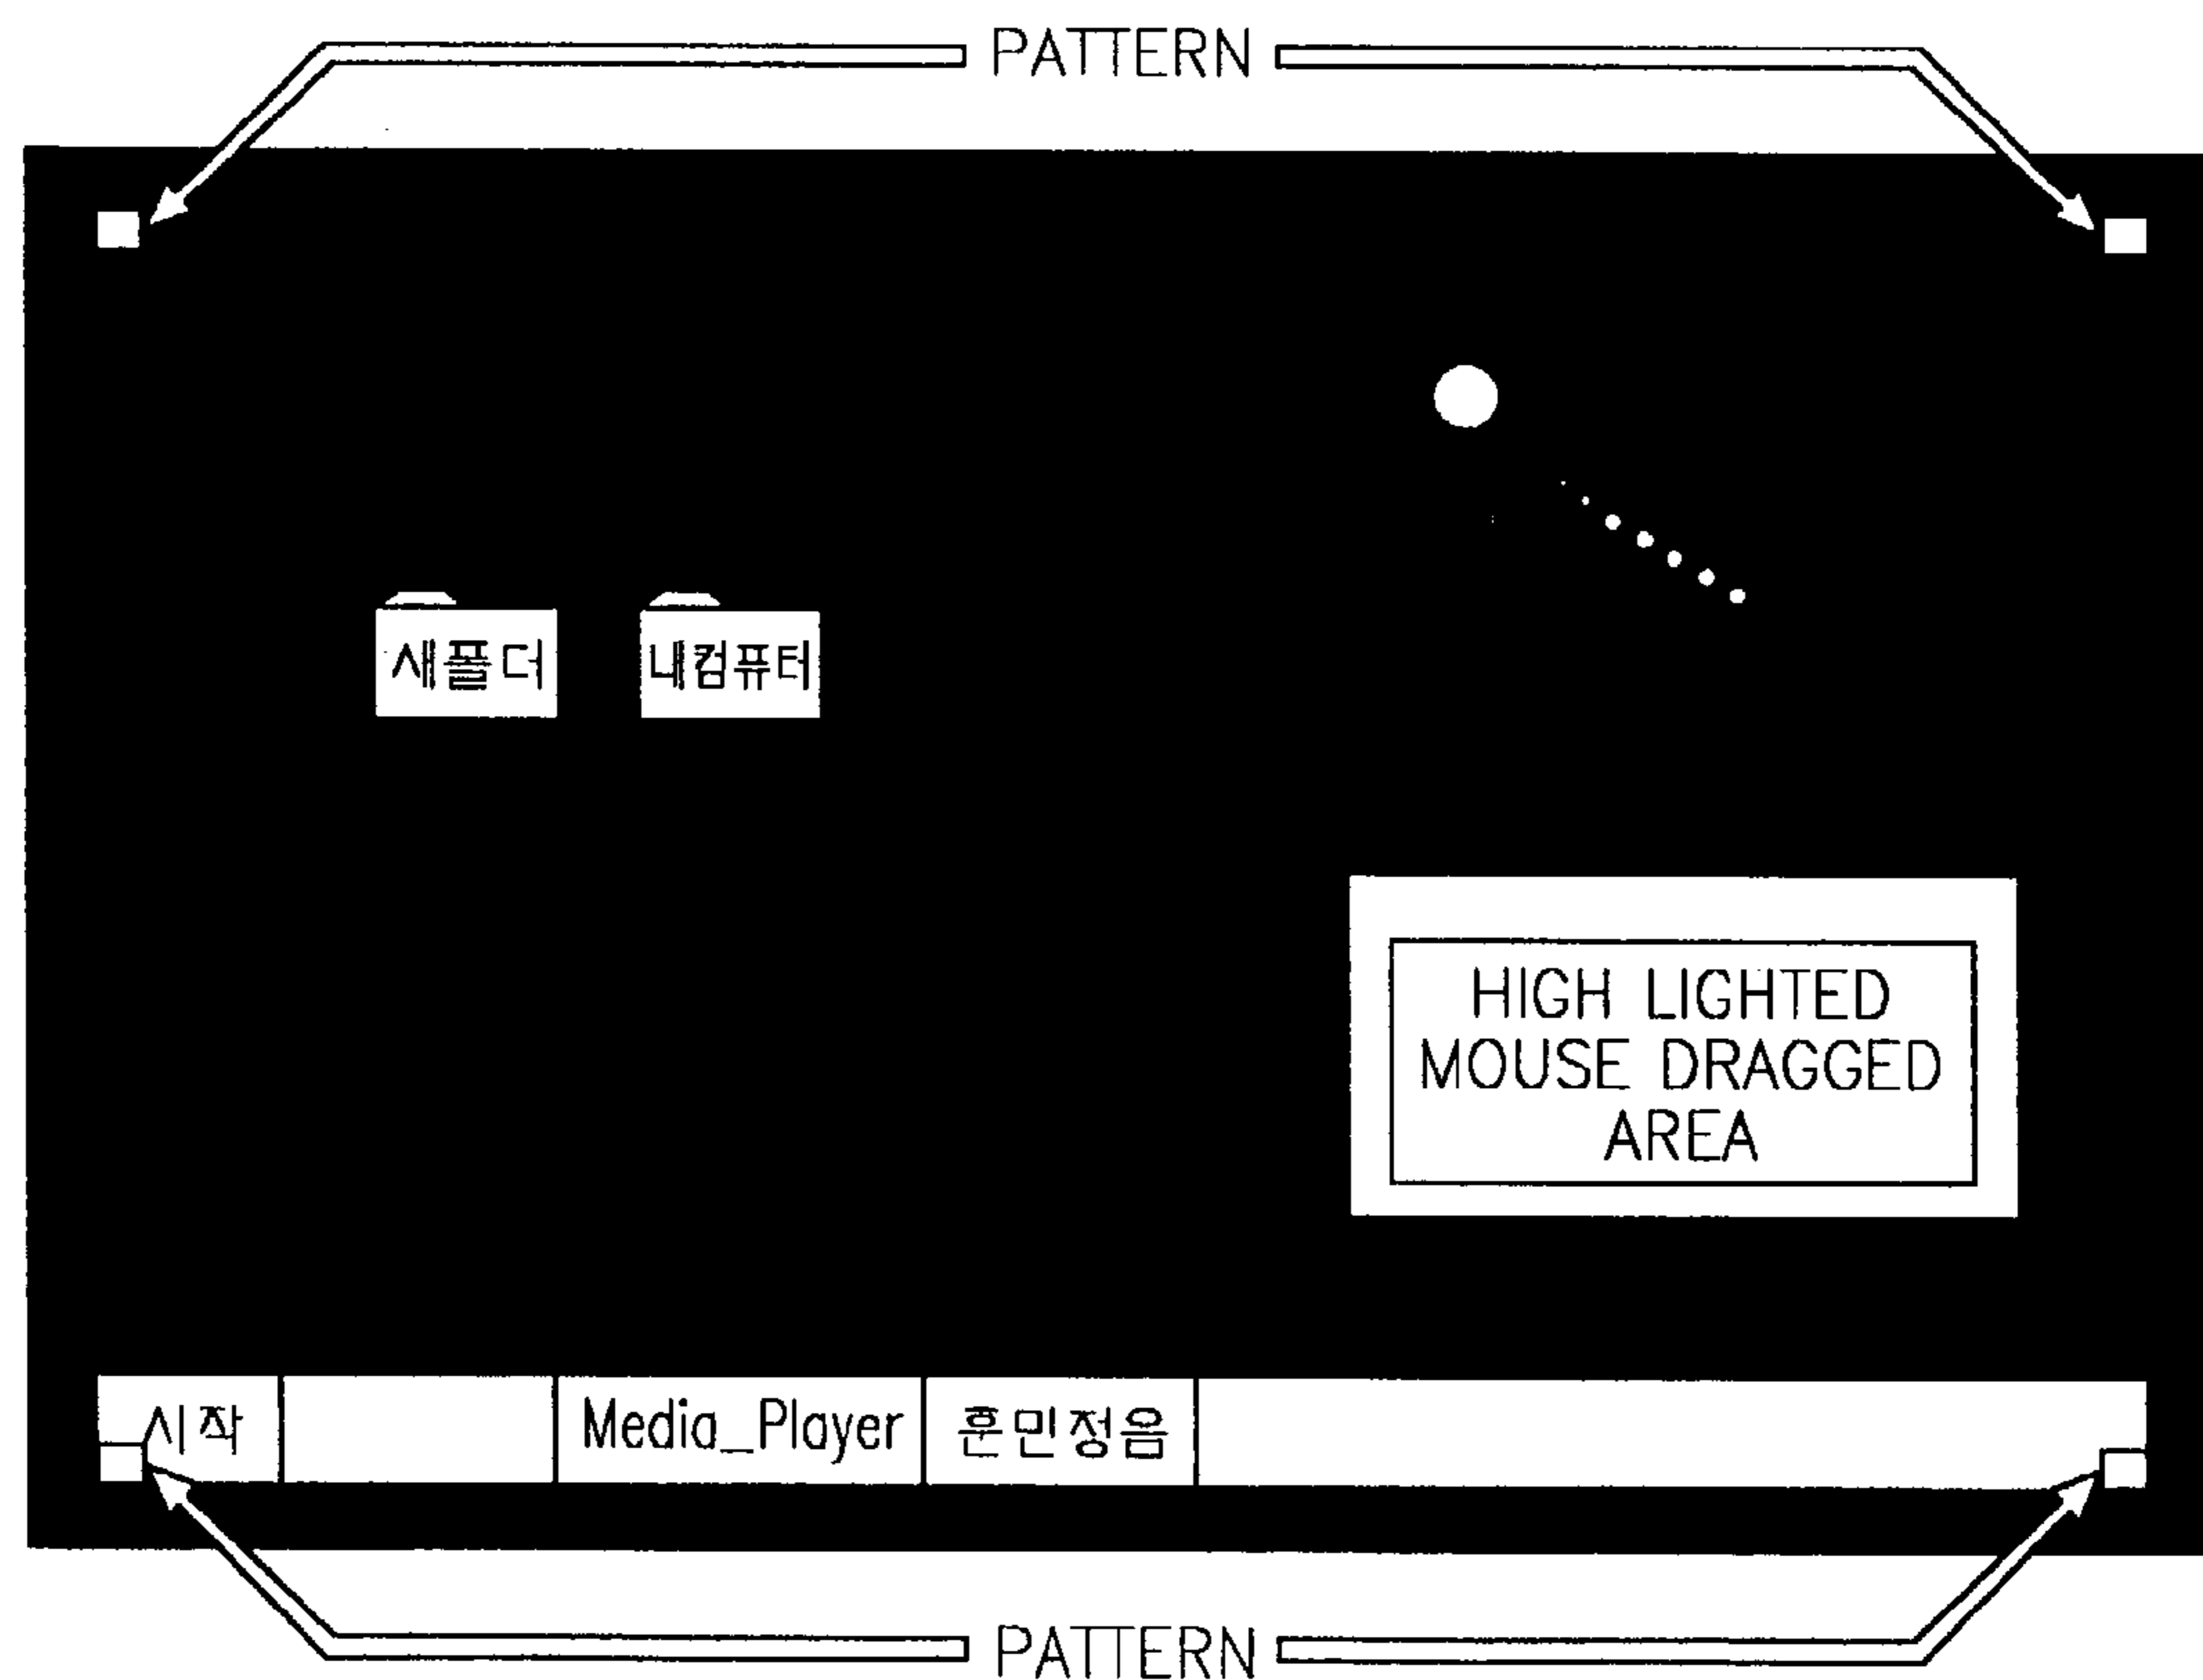 PATTERN
새폴더
내컴퓨터
HIGH LIGHTED
MOUSE DRAGGED
AREA
시작
Media_Player
훈민정음
PATTERN